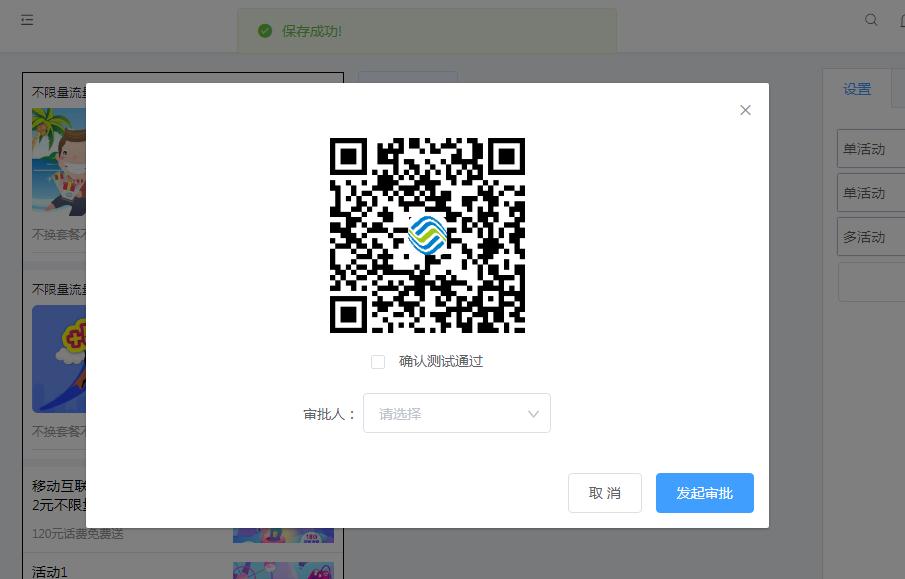 保存成功!
不限量流
设置
单活动
单活动
多活动
不换套餐
不限量流
不换套餐
确认测试通过
审批人：
请选择
取 消
发起审批
移动互联
2元不限
120元话费免费送
活动1